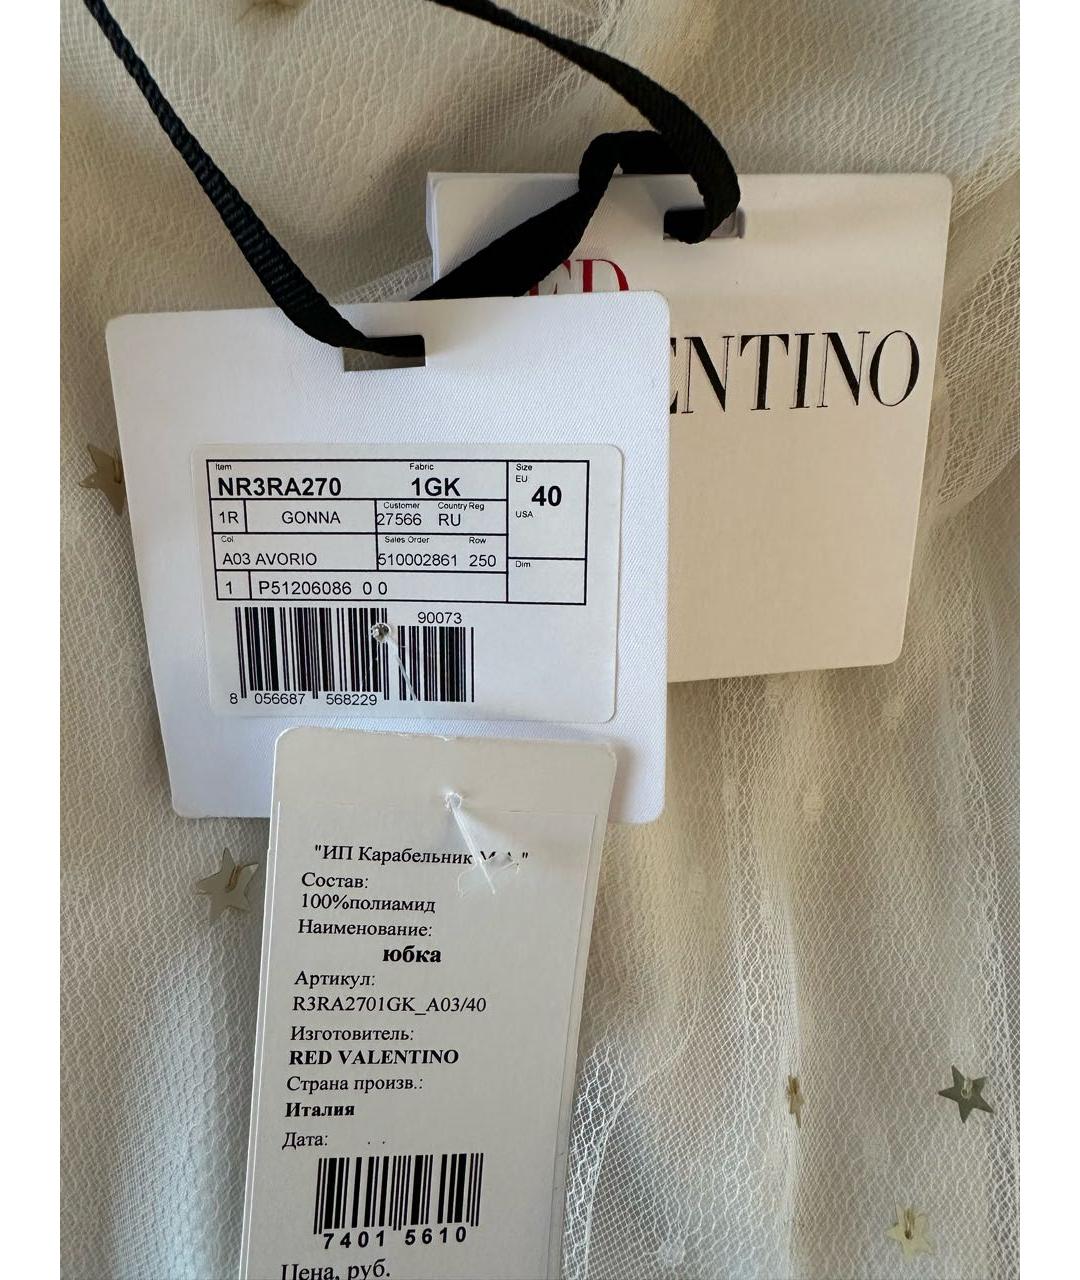 ED
ENTINO
Item Fabric Size
NR3RA270 1GK EU 40
Customer Country Reg
1R GONNA 27566 RU USA
Col Sales Order Row
A03 AVORIO 510002861 250 Dim
1 P51206086 0 0
90073
8 056687 568229
"ИП Карабельник
Состав:
100%полиамид
Наименование:
юбка
Артикул:
R3RA2701GK_A03/40
Изготовитель:
RED VALENTINO
Страна произв.:
Италия
Дата: . .
7401 5610
Цена, руб.